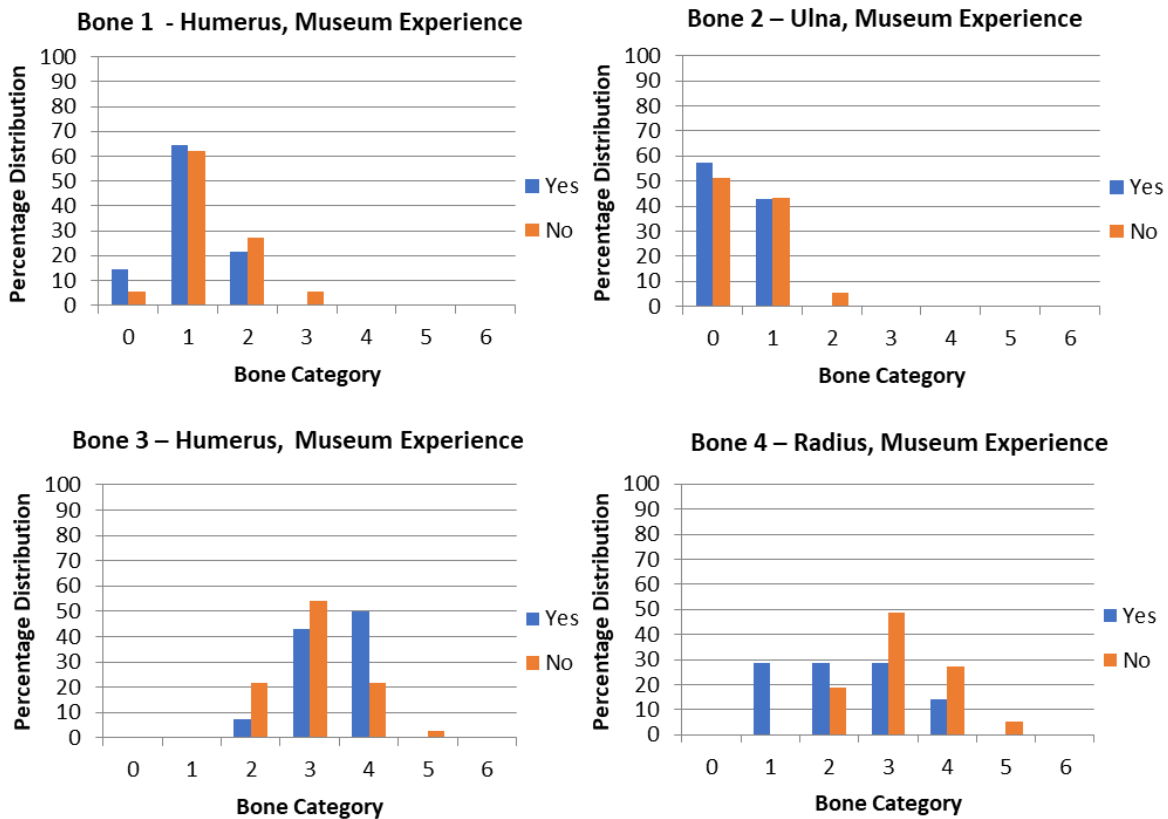 Bone 1  - Humerus, Museum Experience
100
90
80
70
60
50
40
30
20
10
0
Percentage Distribution
0 1 2 3 4 5 6
Bone Category
Yes
No
Bone 2 – Ulna, Museum Experience
100
90
80
70
60
50
40
30
20
10
0
Percentage Distribution
0 1 2 3 4 5 6
Bone Category
Yes
No
Bone 3 – Humerus,  Museum Experience
100
90
80
70
60
50
40
30
20
10
0
Percentage Distribution
0 1 2 3 4 5 6
Bone Category
Yes
No
Bone 4 – Radius, Museum Experience
100
90
80
70
60
50
40
30
20
10
0
Percentage Distribution
0 1 2 3 4 5 6
Bone Category
Yes
No